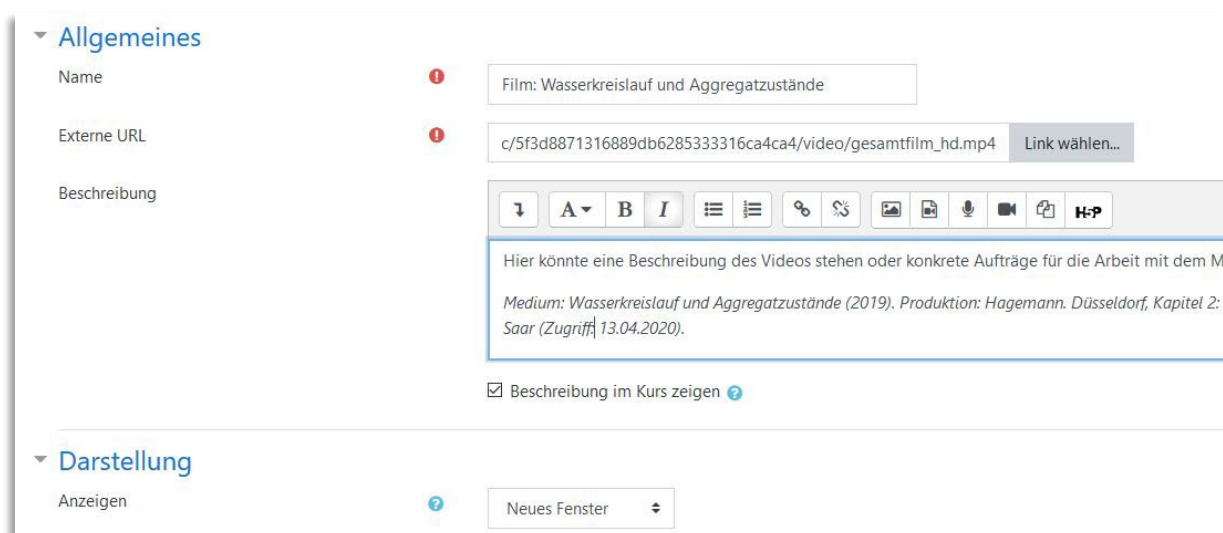 Allgemeines
Name
Film: Wasserkreislauf und Aggregatzustände
Externe URL
c/5f3d8871316889db6285333316ca4ca4/video/gesamtfilm_hd.mp4 Link wählen...
Beschreibung
A B I H5P
Hier könnte eine Beschreibung des Videos stehen oder konkrete Aufträge für die Arbeit mit dem M
Medium: Wasserkreislauf und Aggregatzustände (2019). Produktion: Hagemann. Düsseldorf, Kapitel 2:
Saar (Zugriff: 13.04.2020).
Beschreibung im Kurs zeigen
Darstellung
Anzeigen
Neues Fenster